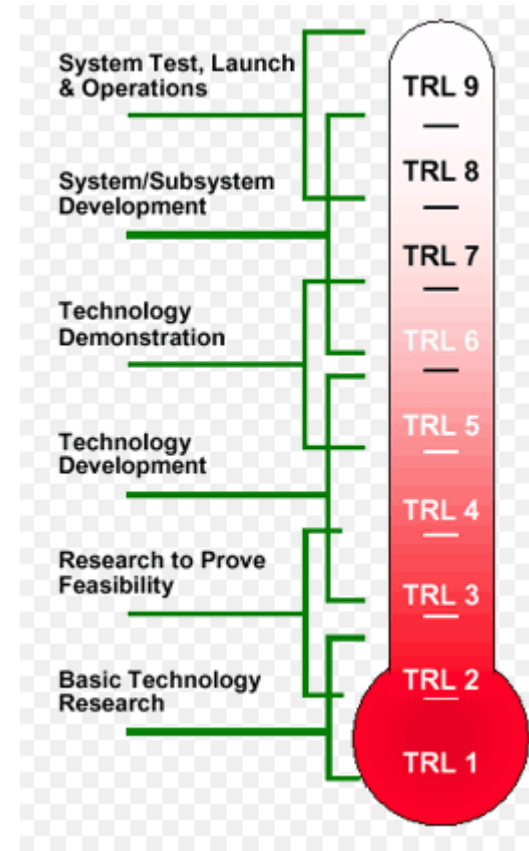 System Test, Launch
& Operations
System/Subsystem
Development
Technology
Demonstration
Technology
Development
Research to Prove
Feasibility
Basic Technology
Research
TRL 9
TRL 8
TRL 7
TRL 6
TRL 5
TRL 4
TRL 3
TRL 2
TRL 1